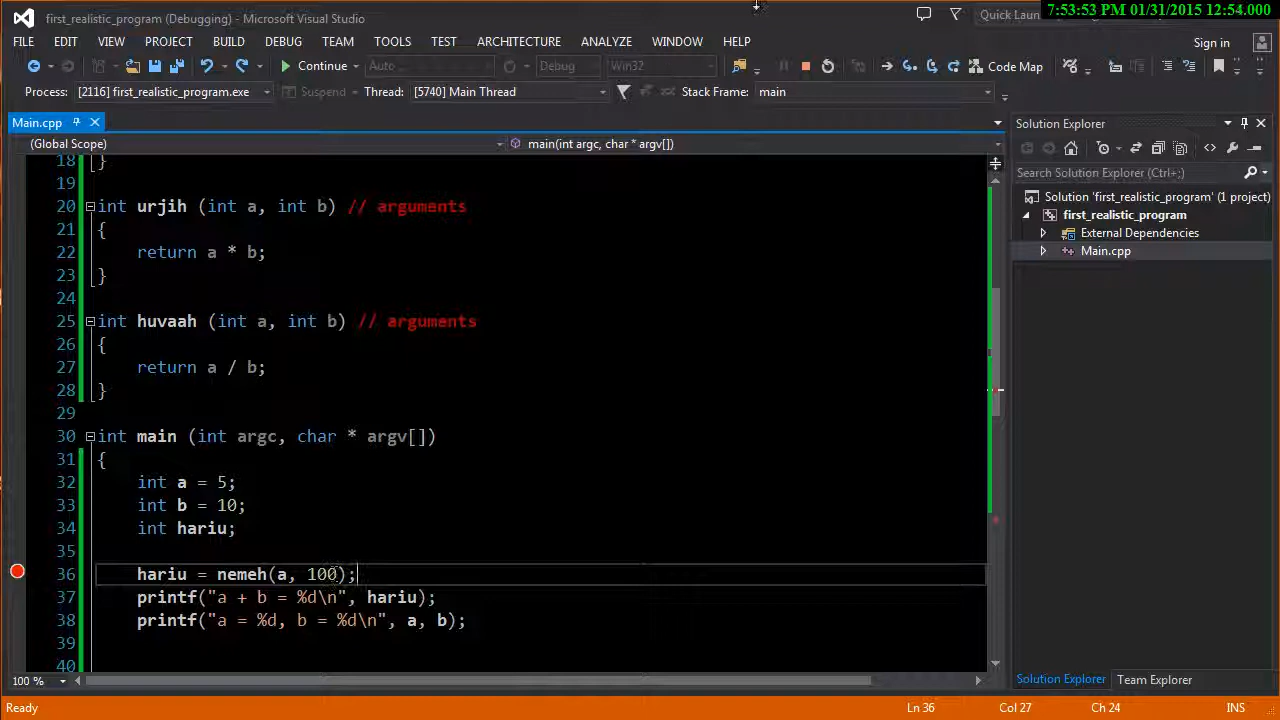 first_realistic_program (Debugging) - Microsoft Visual Studio
Quick Laun
7:53:53 PM 01/31/2015 12:54.000
FILE EDIT VIEW PROJECT BUILD DEBUG TEAM TOOLS TEST ARCHITECTURE ANALYZE WINDOW HELP
Sign in
Continue Auto Debug Win32 Code Map
Process: [2116] first_realistic_program.exe Suspend Thread: [5740] Main Thread Stack Frame: main
Main.cpp
(Global Scope) main(int argc, char * argv[])
18 }
19
20 int urjih (int a, int b) // arguments
21 {
22 return a * b;
23 }
24
25 int huvaah (int a, int b) // arguments
26 {
27 return a / b;
28 }
29
30 int main (int argc, char * argv[])
31 {
32 int a = 5;
33 int b = 10;
34 int hariu;
35
36 hariu = nemeh(a, 100);
37 printf("a + b = %d\n", hariu);
38 printf("a = %d, b = %d\n", a, b);
39
40
100 %
Solution Explorer
Search Solution Explorer (Ctrl+;)
Solution 'first_realistic_program' (1 project)
first_realistic_program
External Dependencies
Main.cpp
Solution Explorer Team Explorer
Ready Ln 36 Col 27 Ch 24 INS